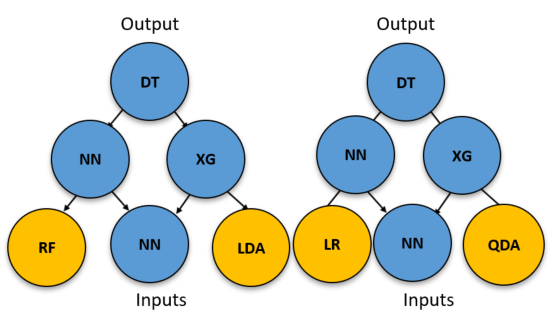 Output
DT
NN
XG
RF
NN
LDA
Inputs
Output
DT
NN
XG
LR
NN
QDA
Inputs